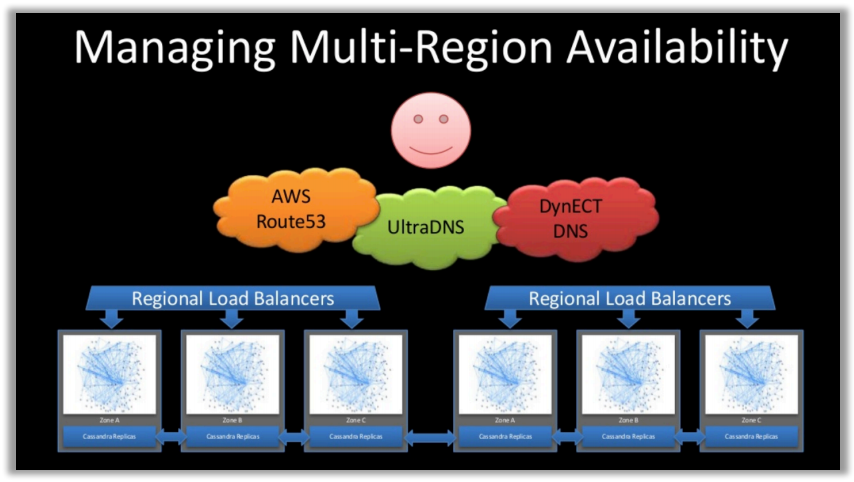 Managing Multi-Region Availability
AWS
Route53
UltraDNS
DynECT
DNS
Regional Load Balancers
Regional Load Balancers
Zone A
Zone B
Zone C
Zone A
Zone B
Zone C
Cassandra Replicas
Cassandra Replicas
Cassandra Replicas
Cassandra Replicas
Cassandra Replicas
Cassandra Replicas